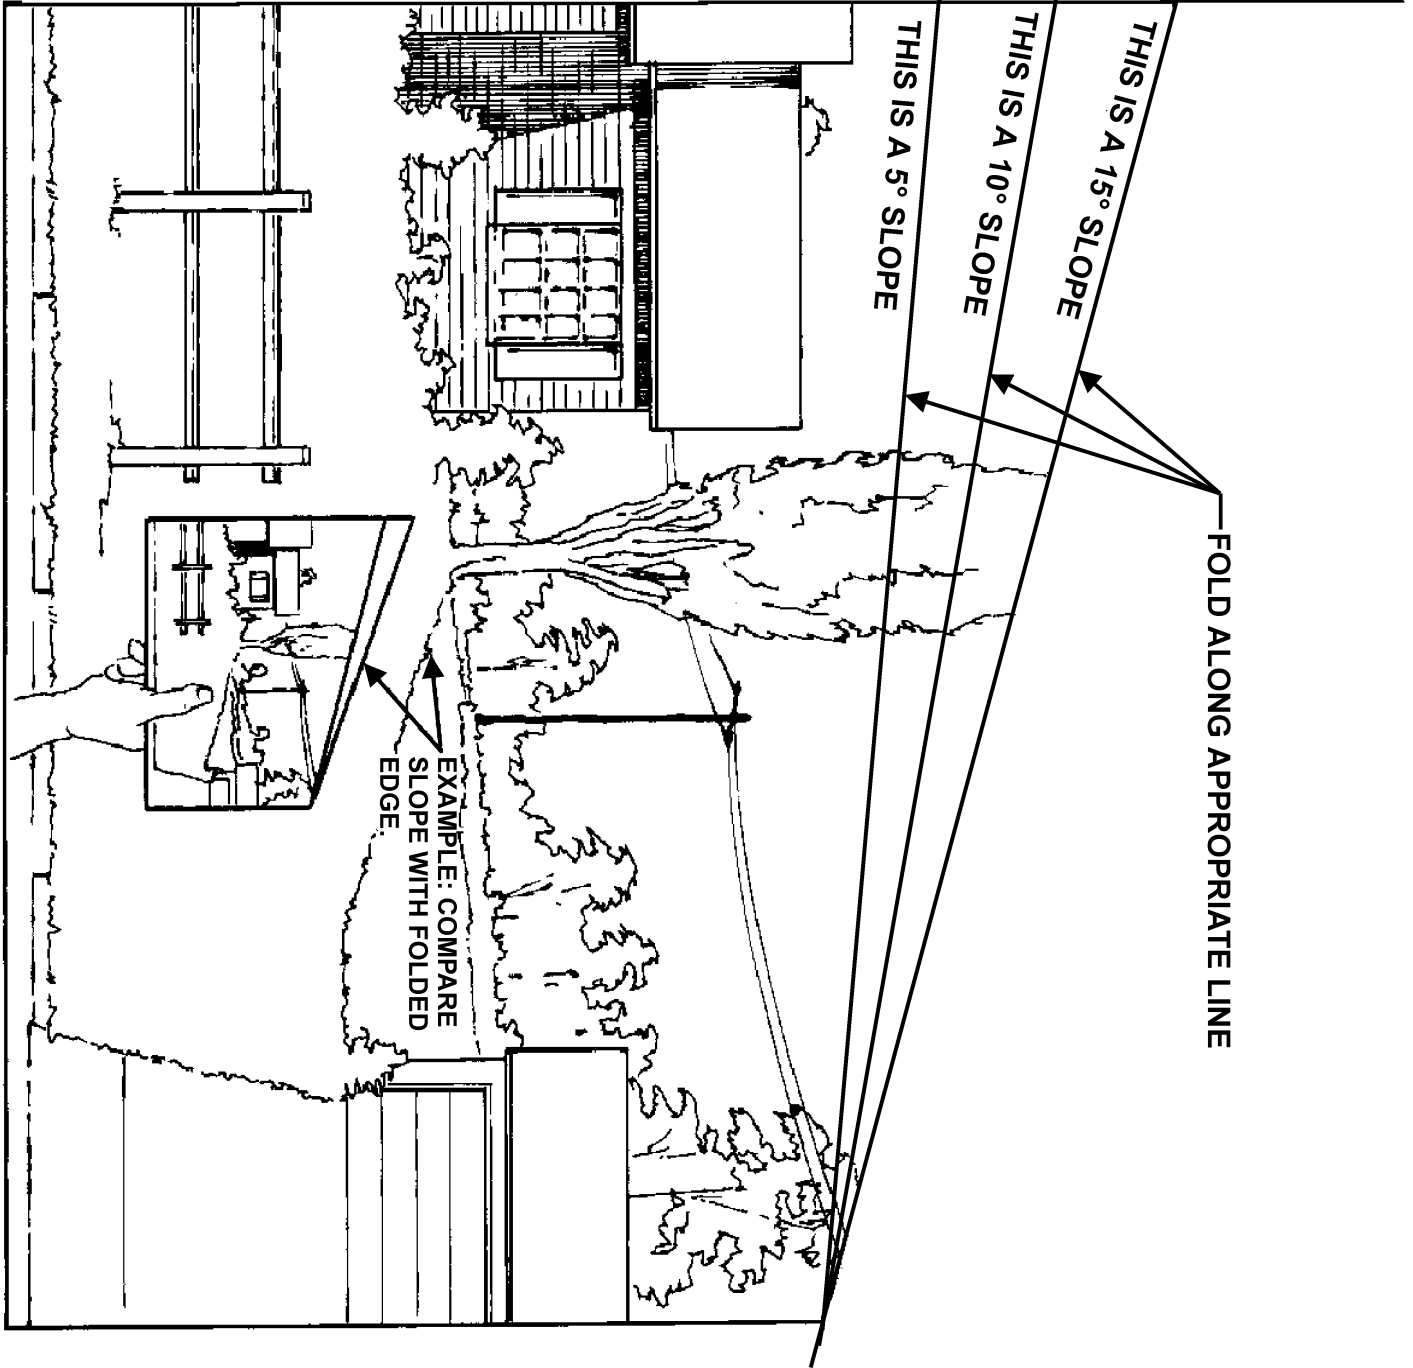 FOLD ALONG APPROPRIATE LINE
THIS IS A 15° SLOPE
THIS IS A 10° SLOPE
THIS IS A 5° SLOPE
EXAMPLE: COMPARE
SLOPE WITH FOLDED
EDGE.